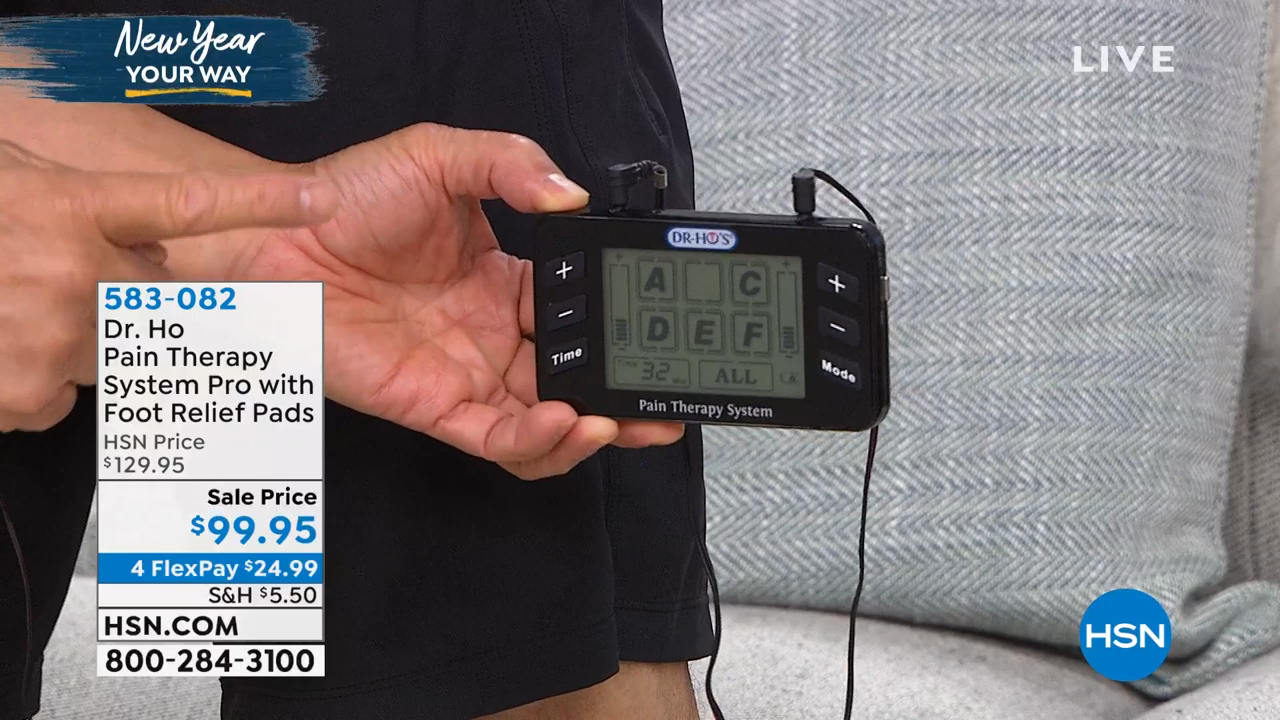 New Year
YOUR WAY
LIVE
583-082
Dr. Ho
Pain Therapy
System Pro with
Foot Relief Pads
HSN Price
$129.95
Sale Price
$99.95
4 FlexPay $24.99
S&H $5.50
HSN.COM
800-284-3100
DR-HO'S
+
A C
+
-
D E F
-
Time
32
ALL
Mode
Pain Therapy System
HSN